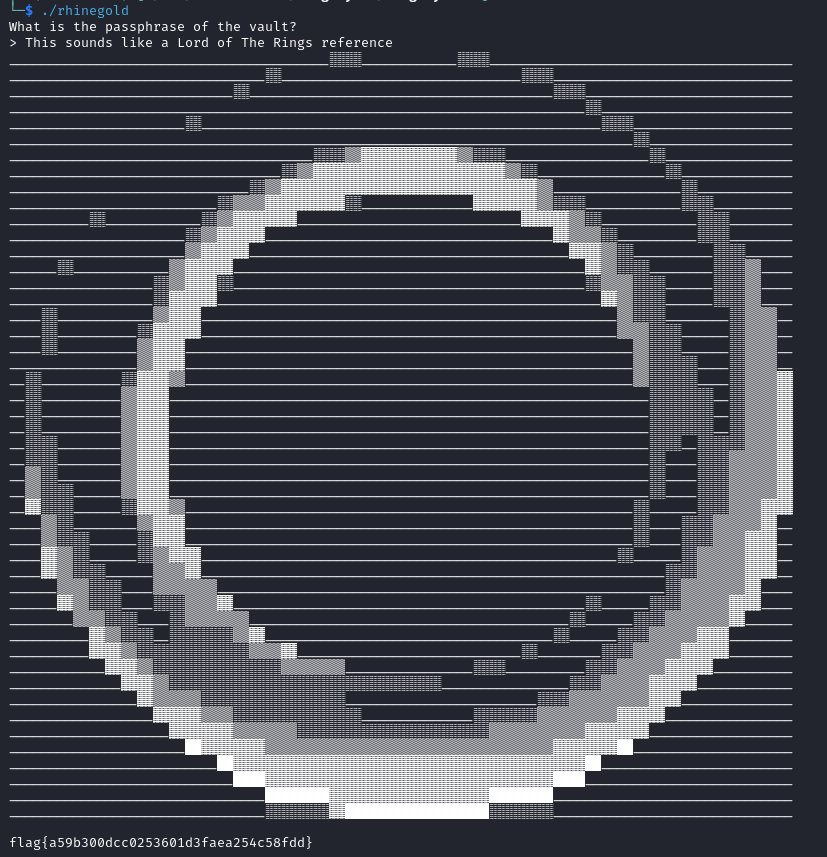 └─$ ./rhinegold
What is the passphrase of the vault?
> This sounds like a Lord of The Rings reference
flag{a59b300dcc0253601d3faea254c58fdd}